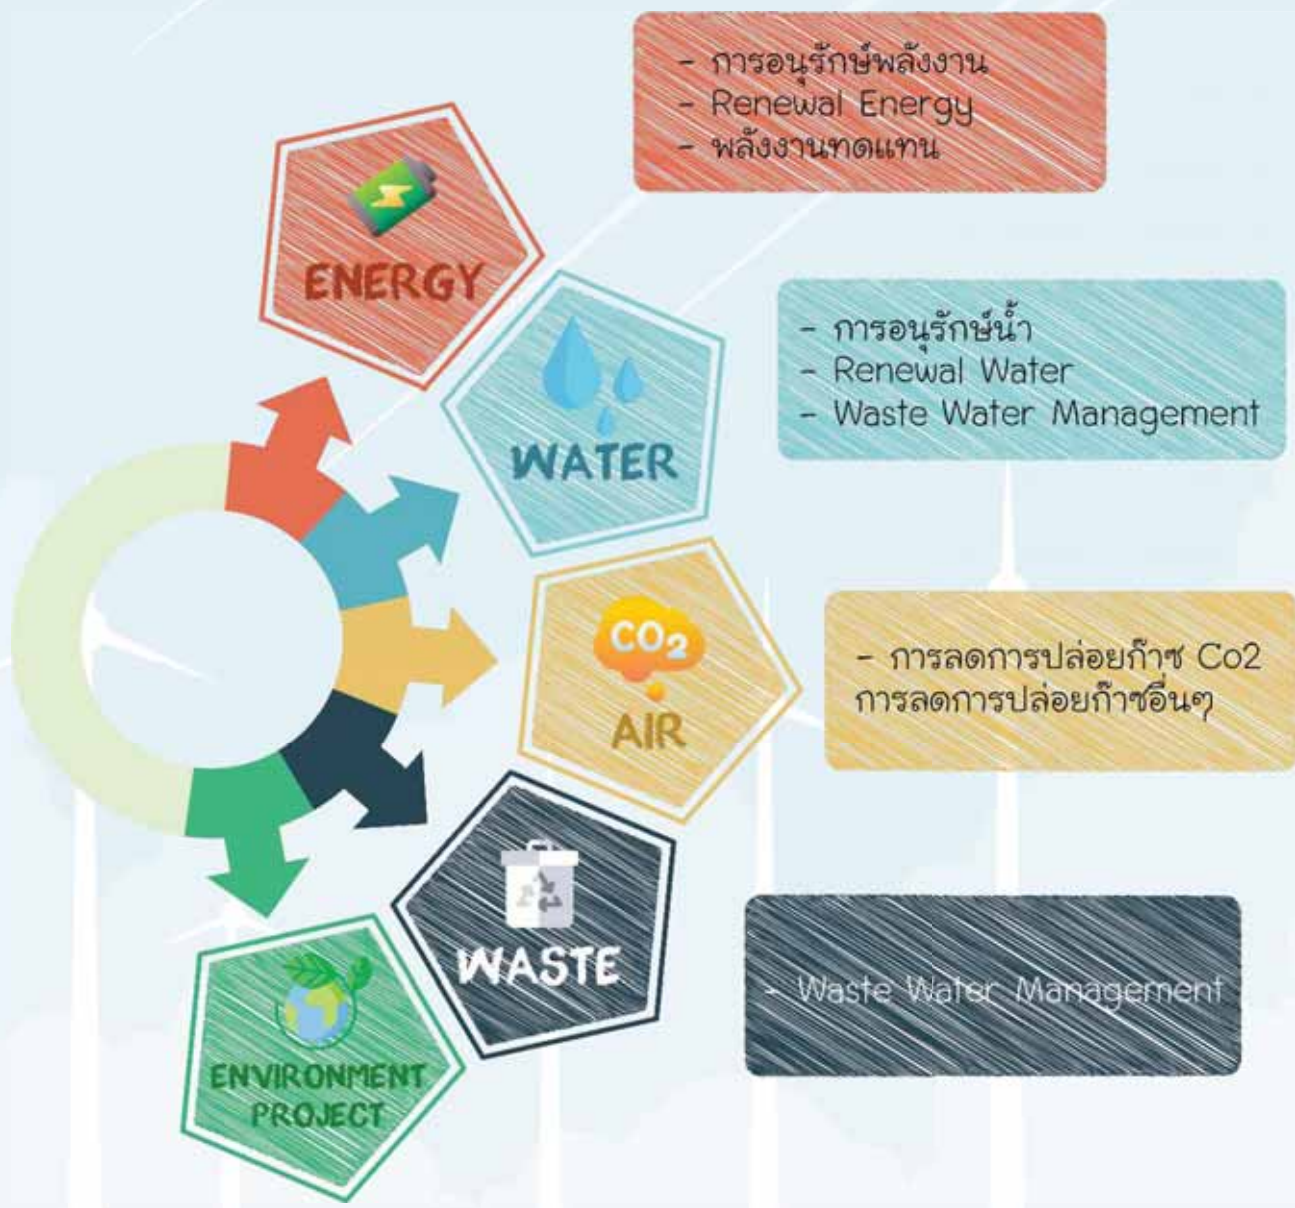 - การอนุรักษ์พลังงาน
- Renewal Energy
- พลังงานทดแทน
ENERGY
- การอนุรักษ์น้ำ
- Renewal Water
- Waste Water Management
WATER
CO2
AIR
- การลดการปล่อยก๊าซ Co2
การลดการปล่อยก๊าซอื่นๆ
WASTE
- Waste Water Management
ENVIRONMENT
PROJECT